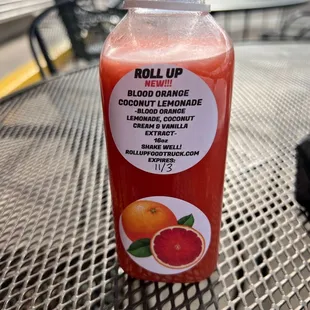 ROLL UP
NEW!!!
BLOOD ORANGE
COCONUT LEMONADE
-BLOOD ORANGE
LEMONADE, COCONUT
CREAM & VANILLA
EXTRACT-
16oz
SHAKE WELL!
ROLLUPFOODTRUCK.COM
EXPIRES:
11/3